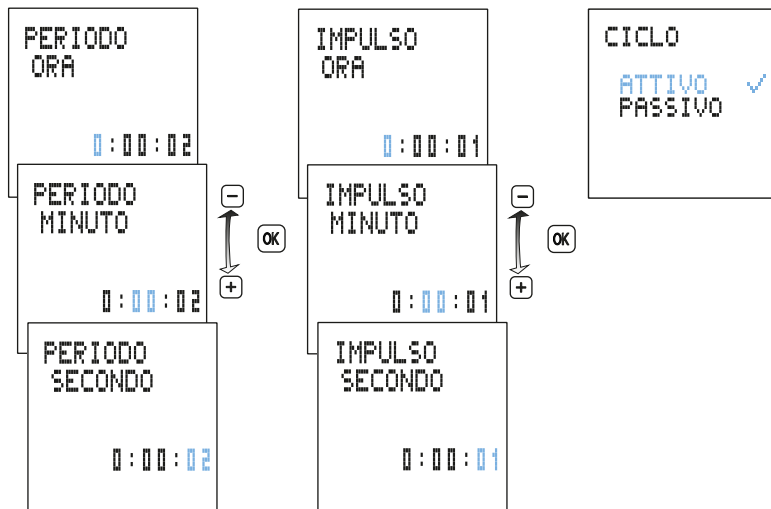 PERIODO
ORA
0:00:02
PERIODO
MINUTO
0:00:02
PERIODO
SECONDO
0:00:02
−
OK
+
IMPULSO
ORA
0:00:01
IMPULSO
MINUTO
0:00:01
IMPULSO
SECONDO
0:00:01
−
OK
+
CICLO
ATTIVO ✓
PASSIVO